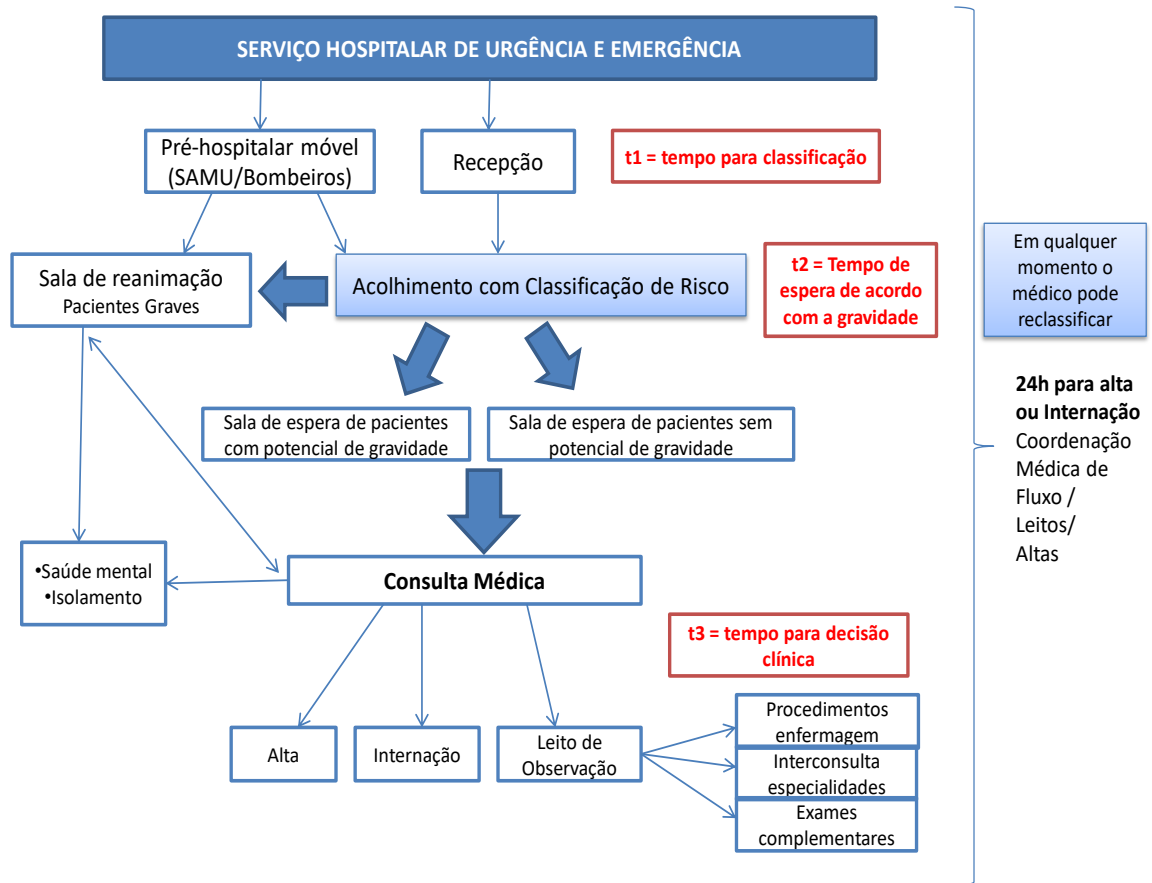 SERVIÇO HOSPITALAR DE URGÊNCIA E EMERGÊNCIA
Pré-hospitalar móvel
(SAMU/Bombeiros)
Recepção
t1 = tempo para classificação
Sala de reanimação
Pacientes Graves
Acolhimento com Classificação de Risco
t2 = Tempo de
espera de acordo
com a gravidade
Em qualquer
momento o
médico pode
reclassificar
Sala de espera de pacientes
com potencial de gravidade
Sala de espera de pacientes sem
potencial de gravidade
24h para alta
ou Internação
Coordenação
Médica de
Fluxo /
Leitos/
Altas
•Saúde mental
•Isolamento
Consulta Médica
t3 = tempo para decisão
clínica
Alta
Internação
Leito de
Observação
Procedimentos
enfermagem
Interconsulta
especialidades
Exames
complementares